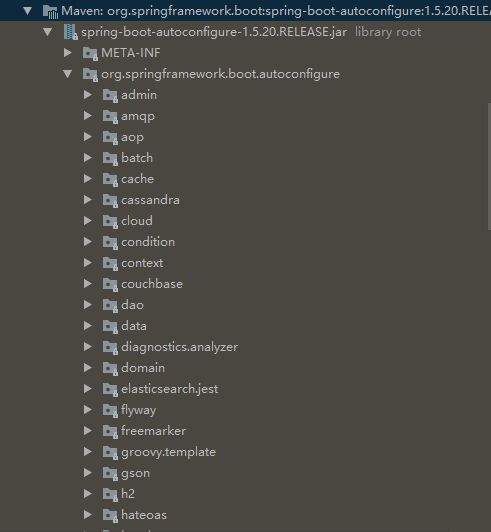 Maven: org.springframework.boot:spring-boot-autoconfigure:1.5.20.RELEA
spring-boot-autoconfigure-1.5.20.RELEASE.jar library root
META-INF
org.springframework.boot.autoconfigure
admin
amqp
aop
batch
cache
cassandra
cloud
condition
context
couchbase
dao
data
diagnostics.analyzer
domain
elasticsearch.jest
flyway
freemarker
groovy.template
gson
h2
hateoas